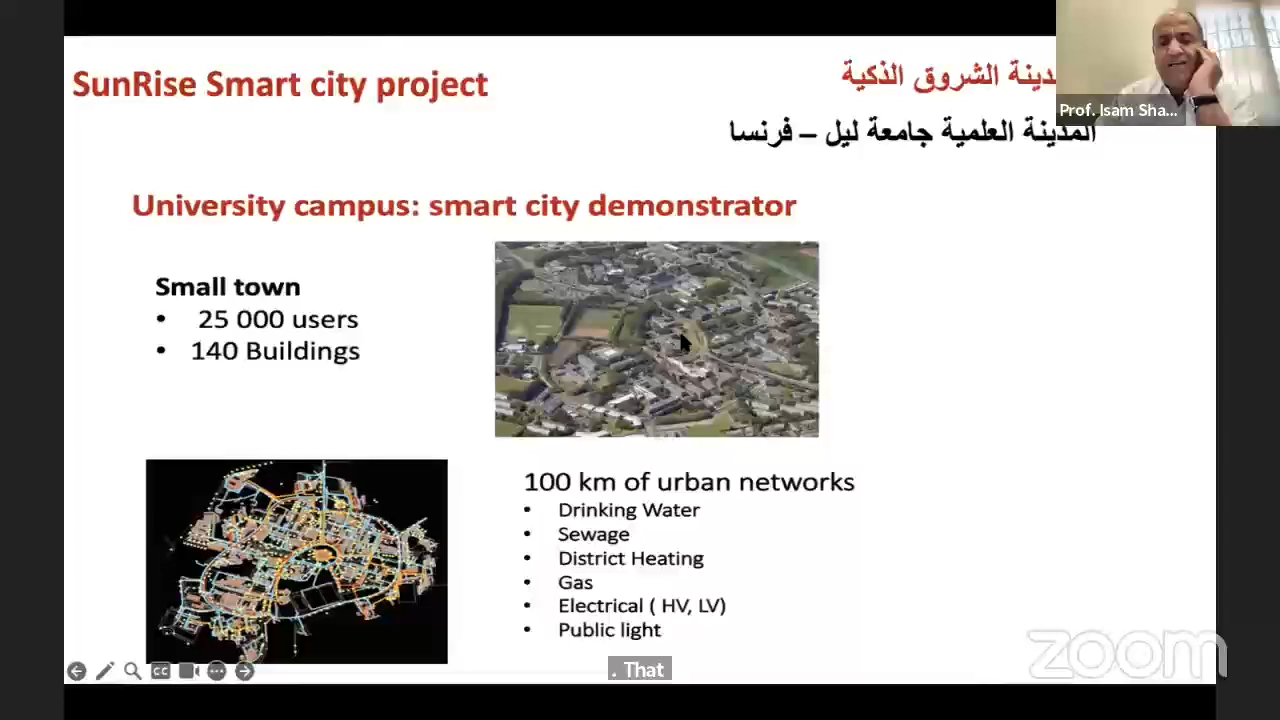 SunRise Smart city project
الشروق الذكية
Prof. Isam Sha...
المدينة العلمية جامعة ليل – فرنسا
University campus: smart city demonstrator
Small town
• 25 000 users
• 140 Buildings
100 km of urban networks
• Drinking Water
• Sewage
• District Heating
• Gas
• Electrical ( HV, LV)
• Public light
. That
zoom